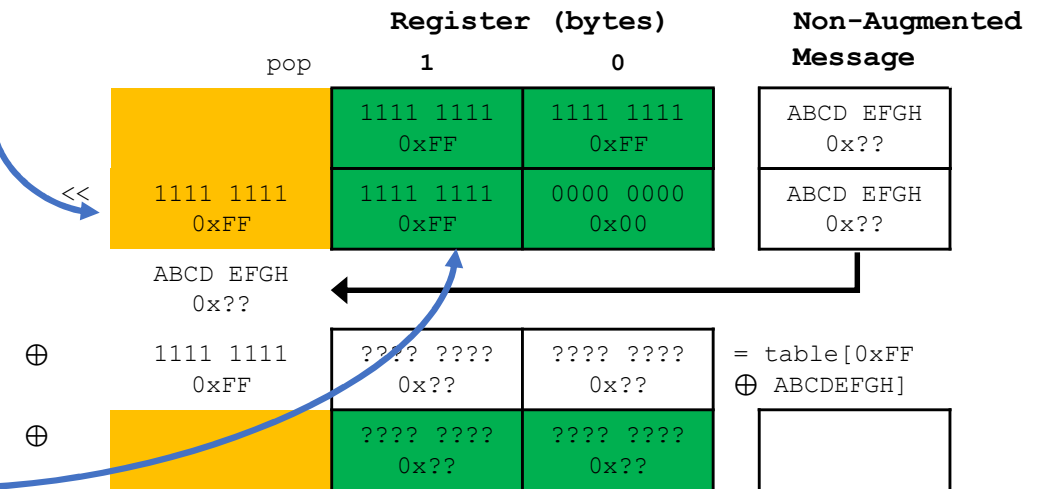 Register (bytes) Non-Augmented
Message
pop 1 0
1111 1111 1111 1111 ABCD EFGH
0xFF 0xFF 0x??
<< 1111 1111 1111 1111 0000 0000 ABCD EFGH
0xFF 0xFF 0x00 0x??
ABCD EFGH
0x??
⊕ 1111 1111 ???? ???? ???? ???? = table[0xFF
0xFF 0x?? 0x?? ⊕ ABCDEFGH]
⊕ ???? ???? ???? ????
0x?? 0x??